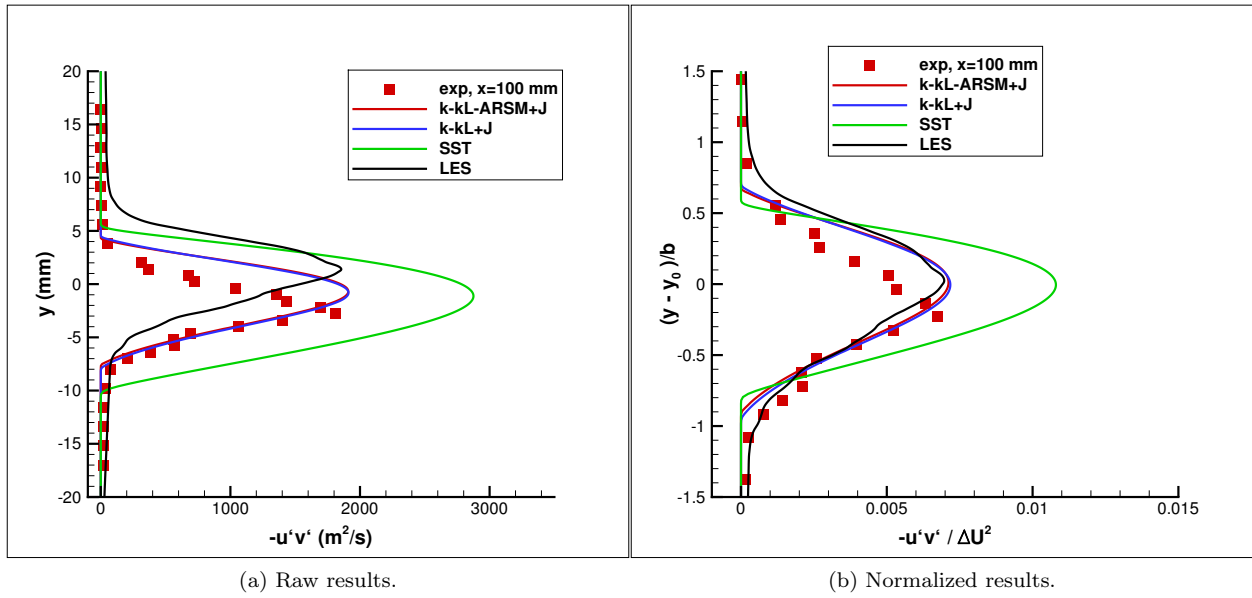 20
15
10
5
0
-5
-10
-15
-20
y (mm)
0
1000
2000
3000
-u‘v‘ (m²/s)
exp, x=100 mm
k-kL-ARSM+J
k-kL+J
SST
LES
(a) Raw results.
1.5
1
0.5
0
-0.5
-1
-1.5
(y - y₀)/b
0
0.005
0.01
0.015
-u‘v‘ / ΔU²
exp, x=100 mm
k-kL-ARSM+J
k-kL+J
SST
LES
(b) Normalized results.